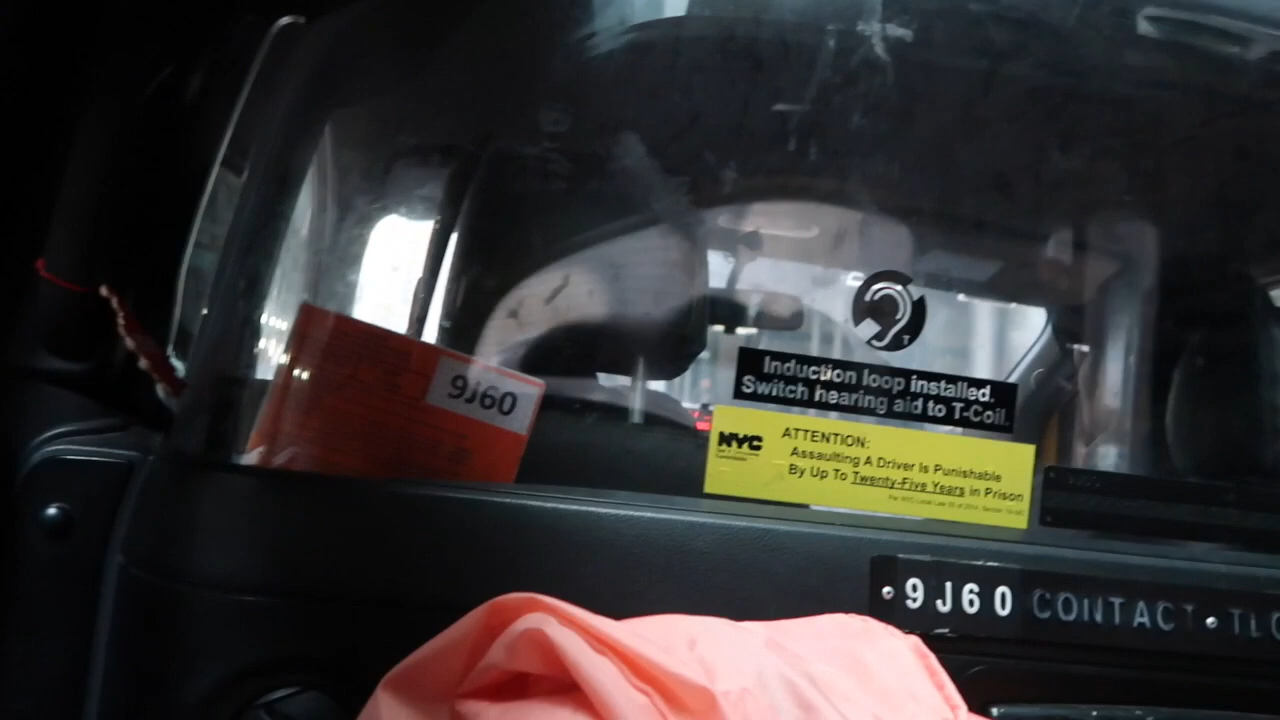 9J60
T
Induction loop installed.
Switch hearing aid to T-Coil.
NYC
ATTENTION:
Assaulting A Driver Is Punishable
By Up To Twenty-Five Years in Prison
9J60 CONTACT TLC